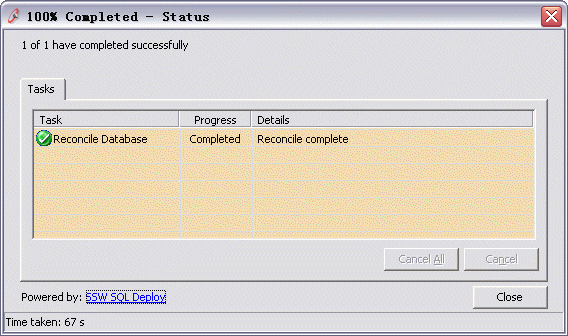 100% Completed - Status
1 of 1 have completed successfully
Tasks
Task Progress Details
Reconcile Database Completed Reconcile complete
Cancel All Cancel
Powered by: SSW SQL Deploy Close
Time taken: 67 s